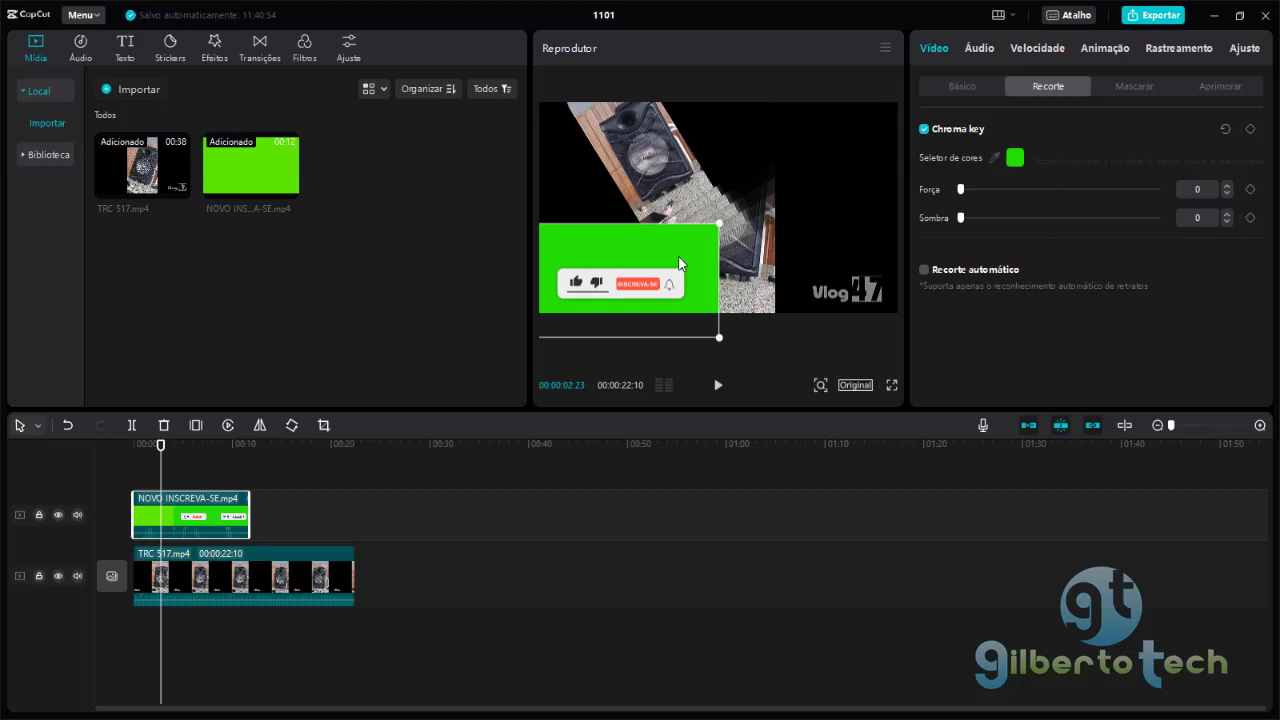 CapCut
Menu
Salvo automaticamente: 11:40:54
1101
Atalho
Exportar
Mídia
Áudio
Texto
Stickers
Efeitos
Transições
Filtros
Ajuste
Local
Importar
Biblioteca
Importar
Organizar
Todos
Todos
Adicionado 00:38
TRC 517.mp4
Adicionado 00:12
NOVO INS...A-SE.mp4
Reprodutor
INSCREVA-SE
Vlog 47
00:00:02:23
00:00:22:10
Original
Vídeo
Áudio
Velocidade
Animação
Rastreamento
Ajuste
Básico
Recorte
Mascarar
Aprimorar
Chroma key
Seletor de cores
Força
0
Sombra
0
Recorte automático
*Suporta apenas o reconhecimento automático de retratos
00:10
00:20
00:30
00:40
00:50
01:00
01:10
01:20
01:30
01:40
01:50
NOVO INSCREVA-SE.mp4
TRC 517.mp4 00:00:22:10
gt
gilberto tech